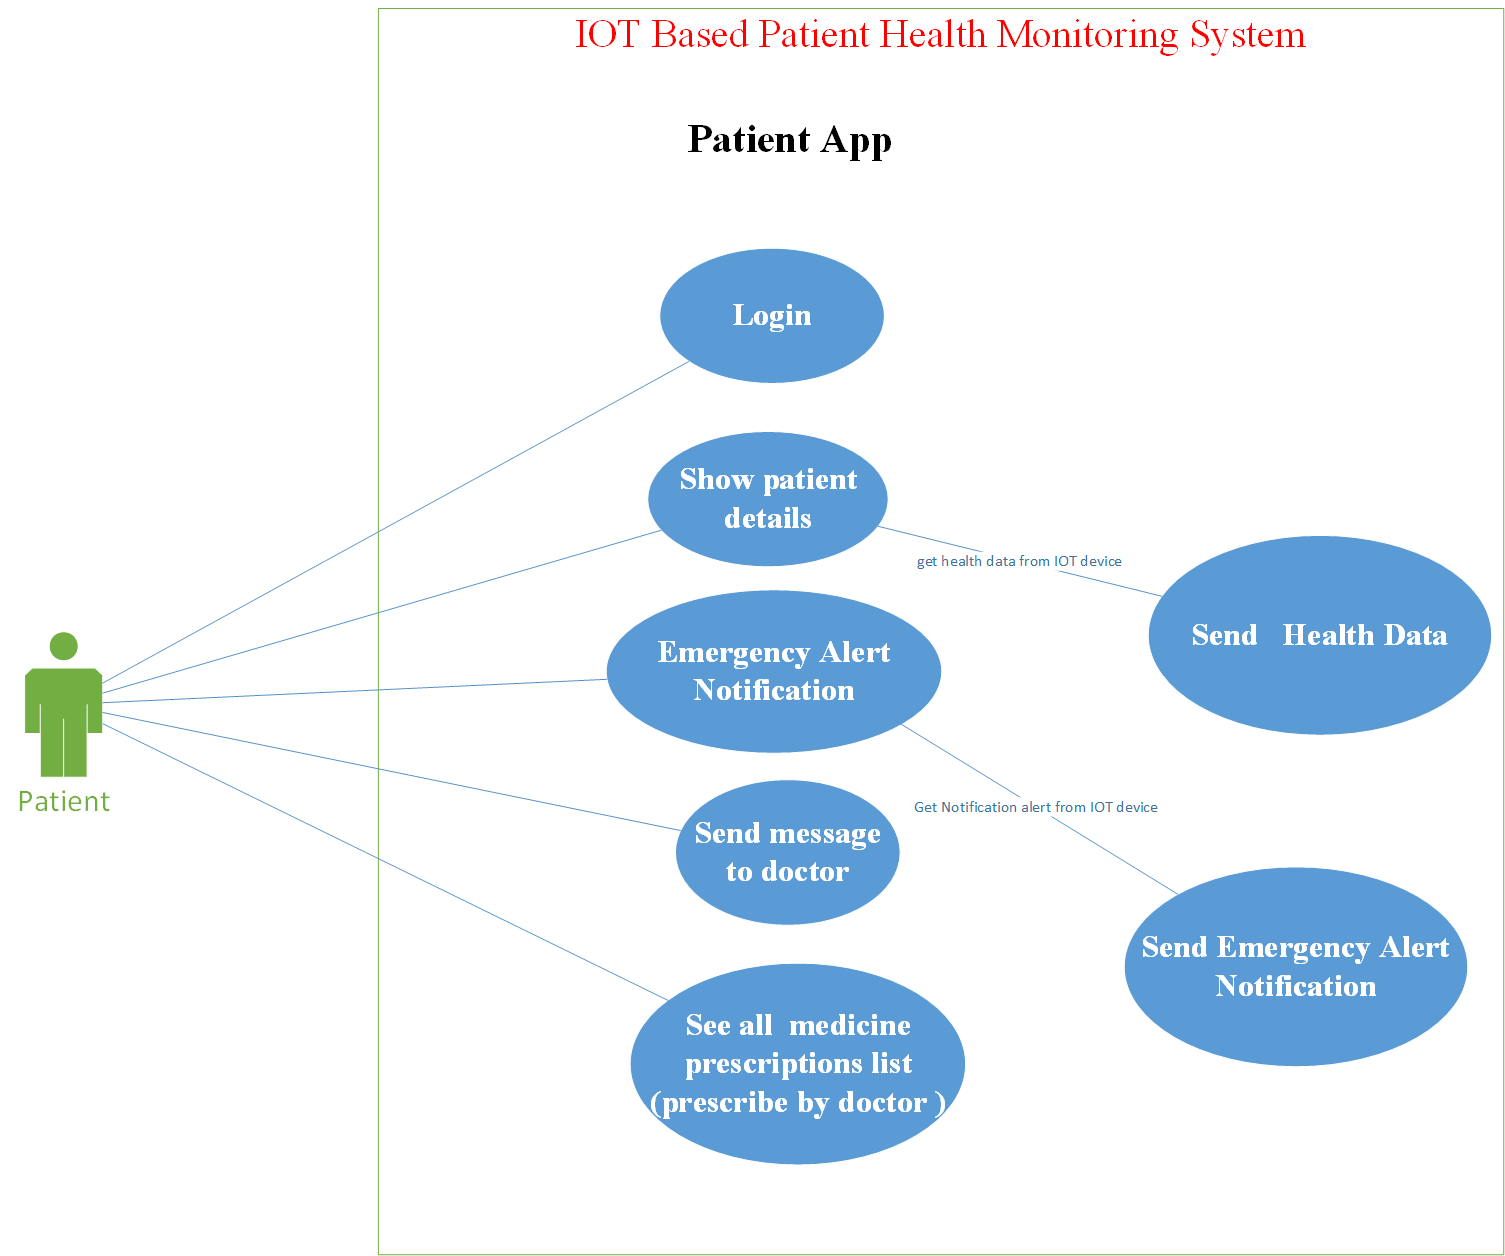 IOT Based Patient Health Monitoring System
Patient App
Login
Show patient
details
get health data from IOT device
Send Health Data
Emergency Alert
Notification
Patient
Get Notification alert from IOT device
Send message
to doctor
Send Emergency Alert
Notification
See all medicine
prescriptions list
(prescribe by doctor )